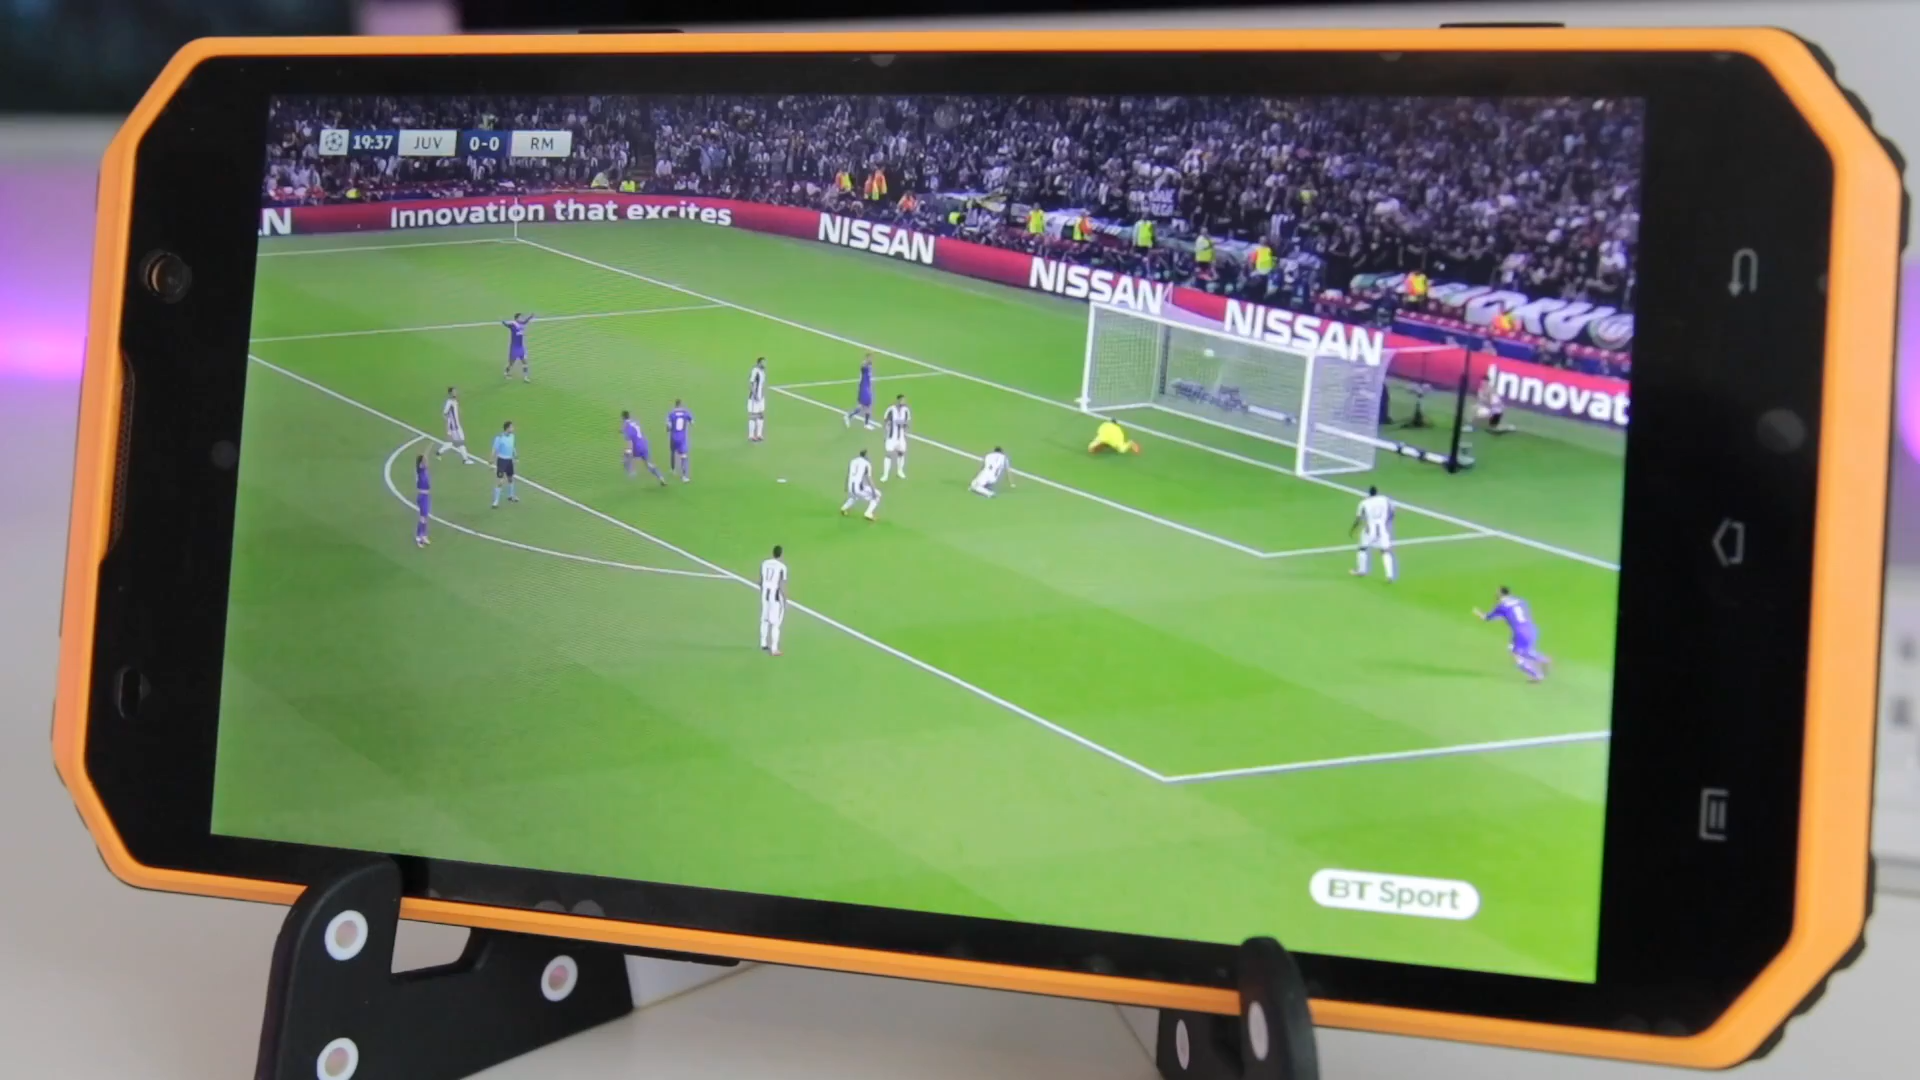 19:37 JUV 0-0 RM
N Innovation that excites NISSAN NISSAN NISSAN Innovat
BT Sport